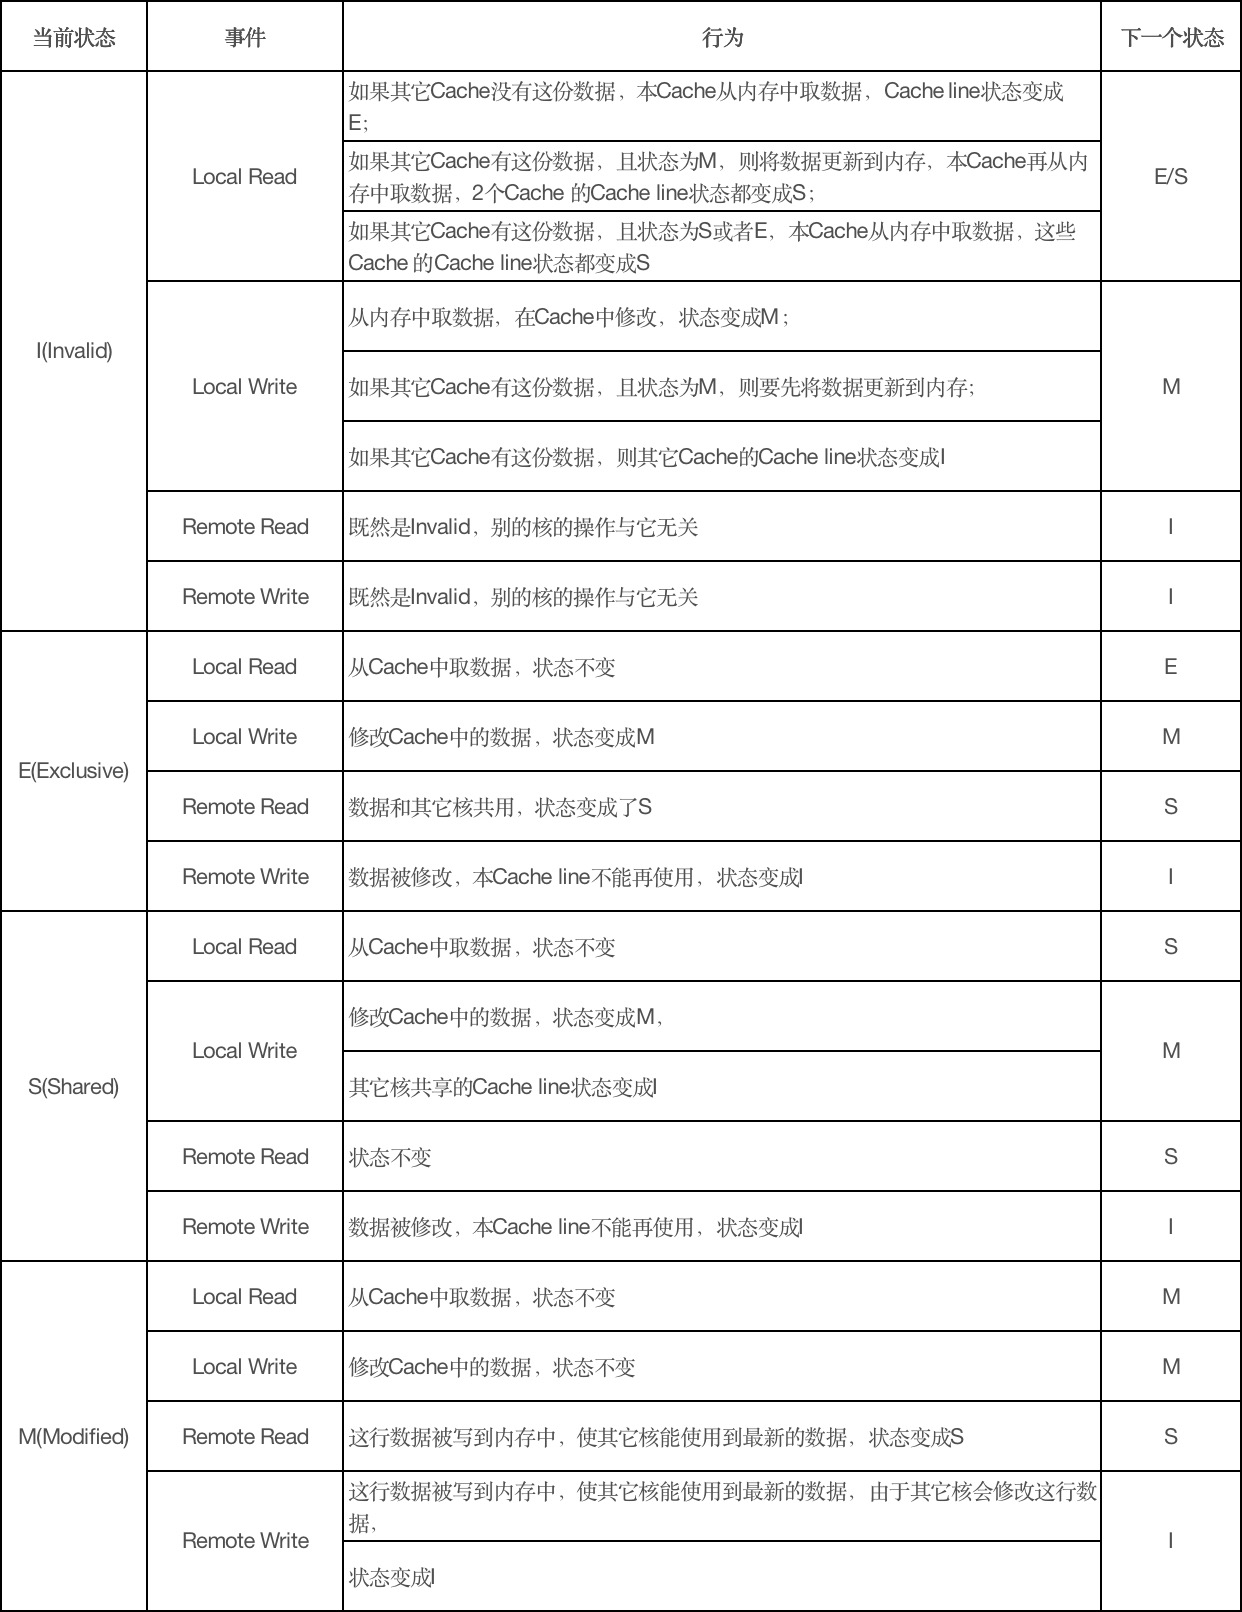 当前状态 事件 行为 下一个状态
如果其它Cache没有这份数据，本Cache从内存中取数据，Cache line状态变成
E；
Local Read
如果其它Cache有这份数据，且状态为M，则将数据更新到内存，本Cache再从内
存中取数据，2个Cache 的Cache line状态都变成S；
E/S
如果其它Cache有这份数据，且状态为S或者E，本Cache从内存中取数据，这些
Cache 的Cache line状态都变成S
I(Invalid)
从内存中取数据，在Cache中修改，状态变成M；
Local Write
如果其它Cache有这份数据，且状态为M，则要先将数据更新到内存；
M
如果其它Cache有这份数据，则其它Cache的Cache line状态变成I
Remote Read 既然是Invalid，别的核的操作与它无关 I
Remote Write 既然是Invalid，别的核的操作与它无关 I
E(Exclusive)
Local Read 从Cache中取数据，状态不变 E
Local Write 修改Cache中的数据，状态变成M M
Remote Read 数据和其它核共用，状态变成了S S
Remote Write 数据被修改，本Cache line不能再使用，状态变成I I
S(Shared)
Local Read 从Cache中取数据，状态不变 S
Local Write
修改Cache中的数据，状态变成M，
其它核共享的Cache line状态变成I
M
Remote Read 状态不变 S
Remote Write 数据被修改，本Cache line不能再使用，状态变成I I
M(Modified)
Local Read 从Cache中取数据，状态不变 M
Local Write 修改Cache中的数据，状态不变 M
Remote Read 这行数据被写到内存中，使其它核能使用到最新的数据，状态变成S S
Remote Write
这行数据被写到内存中，使其它核能使用到最新的数据，由于其它核会修改这行数
据，
状态变成I
I